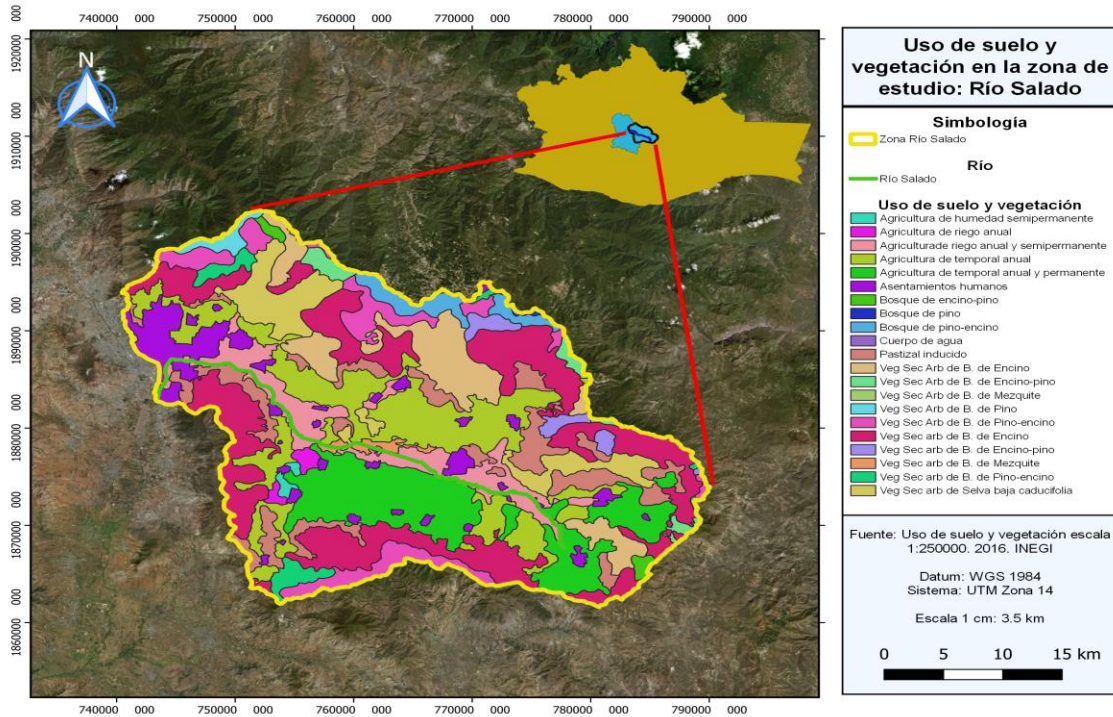 740000 000 750000 000 760000 000 770000 000 780000 000 790000 000
1920000 000
1910000 000
1900000 000
1890000 000
1880000 000
1870000 000
1860000 000
N
Uso de suelo y
vegetación en la zona de
estudio: Río Salado
Simbología
Zona Río Salado
Río
Río Salado
Uso de suelo y vegetación
Agricultura de humedad semipermanente
Agricultura de riego anual
Agriculturade riego anual y semipermanente
Agricultura de temporal anual
Agricultura de temporal anual y permanente
Asentamientos humanos
Bosque de encino-pino
Bosque de pino
Bosque de pino-encino
Cuerpo de agua
Pastizal inducido
Veg Sec Arb de B. de Encino
Veg Sec Arb de B. de Encino-pino
Veg Sec Arb de B. de Mezquite
Veg Sec Arb de B. de Pino
Veg Sec Arb de B. de Pino-encino
Veg Sec arb de B. de Encino
Veg Sec arb de B. de Encino-pino
Veg Sec arb de B. de Mezquite
Veg Sec arb de B. de Pino-encino
Veg Sec arb de Selva baja caducifolia
Fuente: Uso de suelo y vegetación escala
1:250000. 2016. INEGI
Datum: WGS 1984
Sistema: UTM Zona 14
Escala 1 cm: 3.5 km
0 5 10 15 km
740000 000 750000 000 760000 000 770000 000 780000 000 790000 000